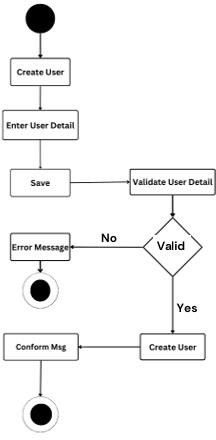 Create User
Enter User Detail
Save
Validate User Detail
Valid
No
Error Message
Yes
Conform Msg
Create User